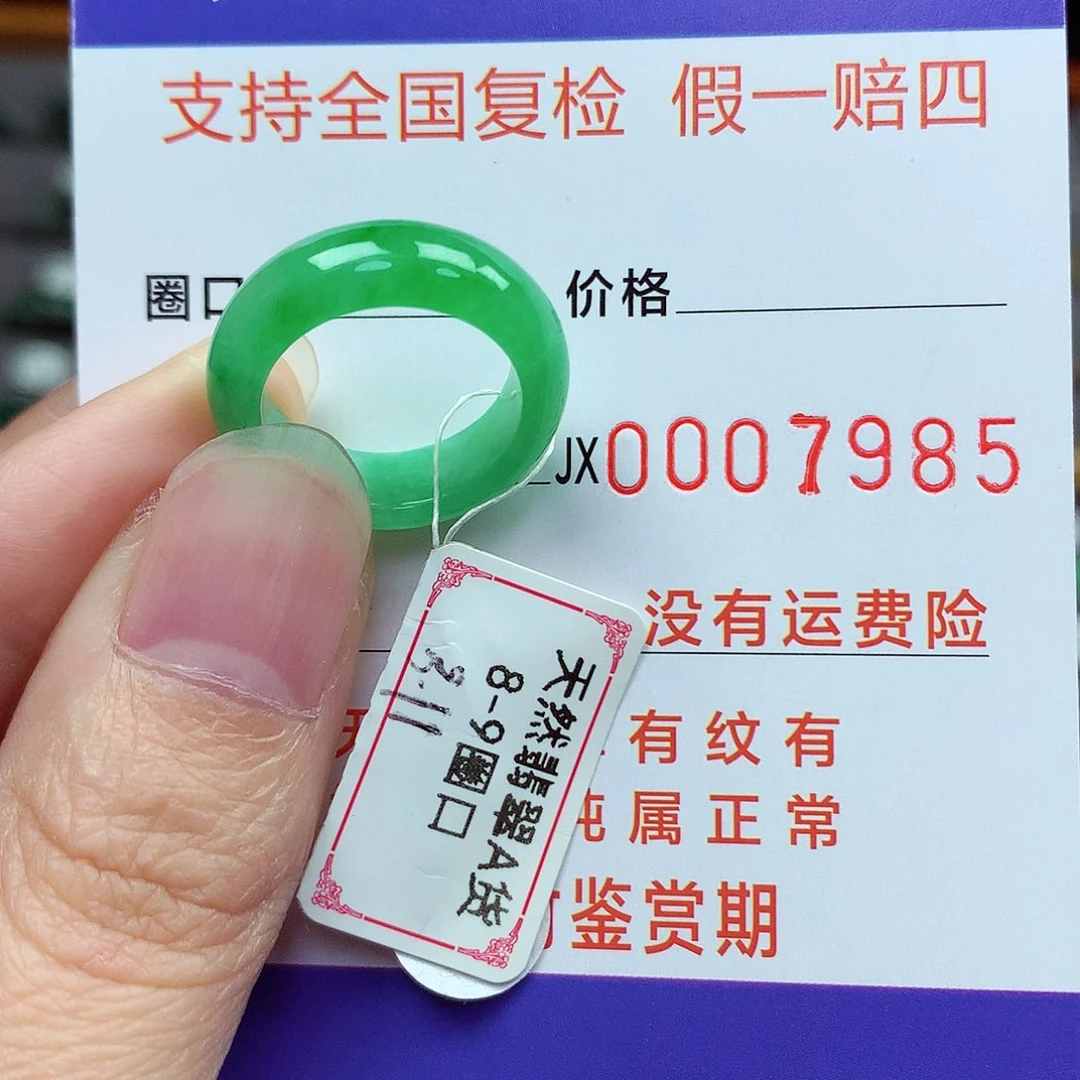 支持全国复检 假一赔四
圈口 价格
JX0007985
没有运费险
有纹有
纯属正常
鉴赏期
天然翡翠A货
8-9圈口